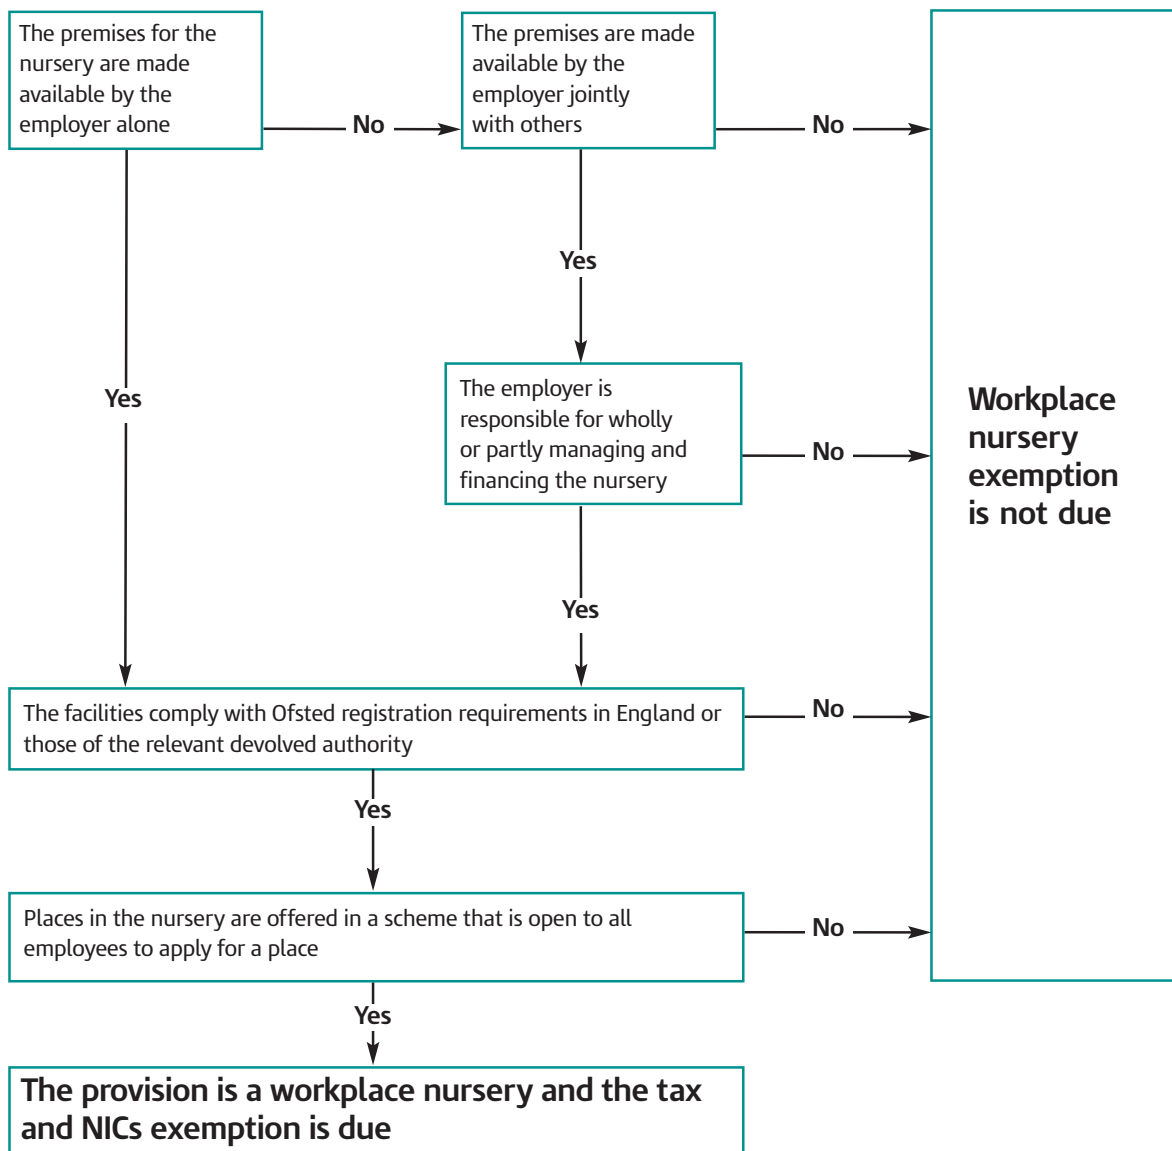 The premises for the
nursery are made
available by the
employer alone
No
The premises are made
available by the
employer jointly
with others
No
Yes
Yes
The employer is
responsible for wholly
or partly managing and
financing the nursery
No
Workplace
nursery
exemption
is not due
Yes
The facilities comply with Ofsted registration requirements in England or
those of the relevant devolved authority
No
Yes
Places in the nursery are offered in a scheme that is open to all
employees to apply for a place
No
Yes
The provision is a workplace nursery and the tax
and NICs exemption is due